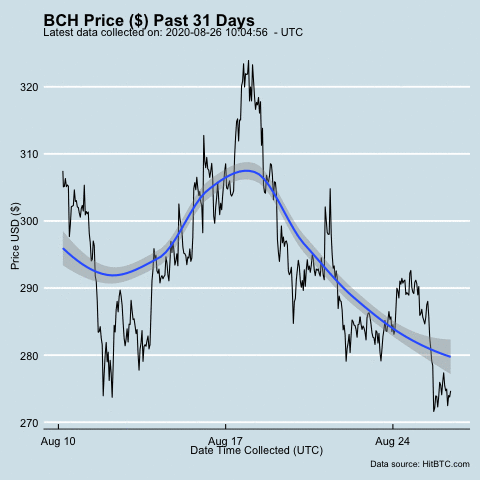 BCH Price ($) Past 31 Days
Latest data collected on: 2020-08-26 10:04:56 - UTC
320
310
300
290
280
270
Price USD ($)
Aug 10
Aug 17
Aug 24
Date Time Collected (UTC)
Data source: HitBTC.com